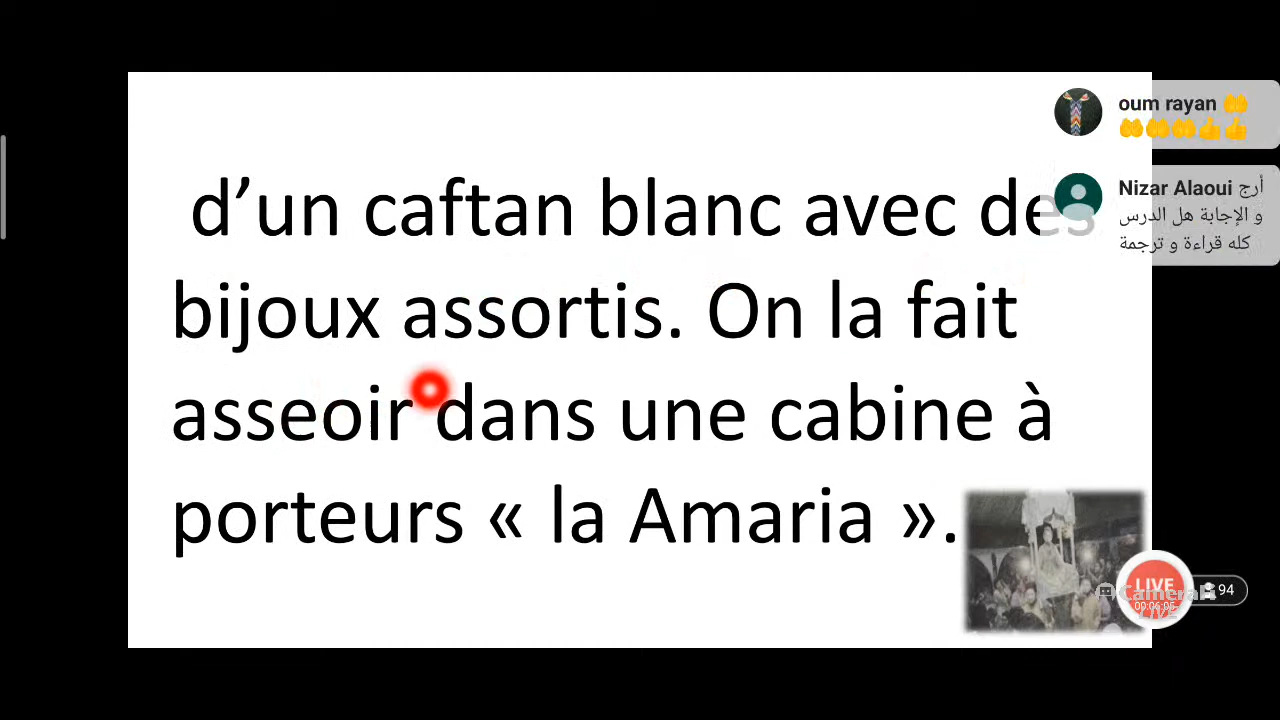 d’un caftan blanc avec des
bijoux assortis. On la fait
asseoir dans une cabine à
porteurs « la Amaria ».
oum rayan 🤲
🤲🤲🤲👍👍
Nizar Alaoui أرج
و الإجابة هل الدرس
كله قراءة و ترجمة
LIVE
94
LIVE